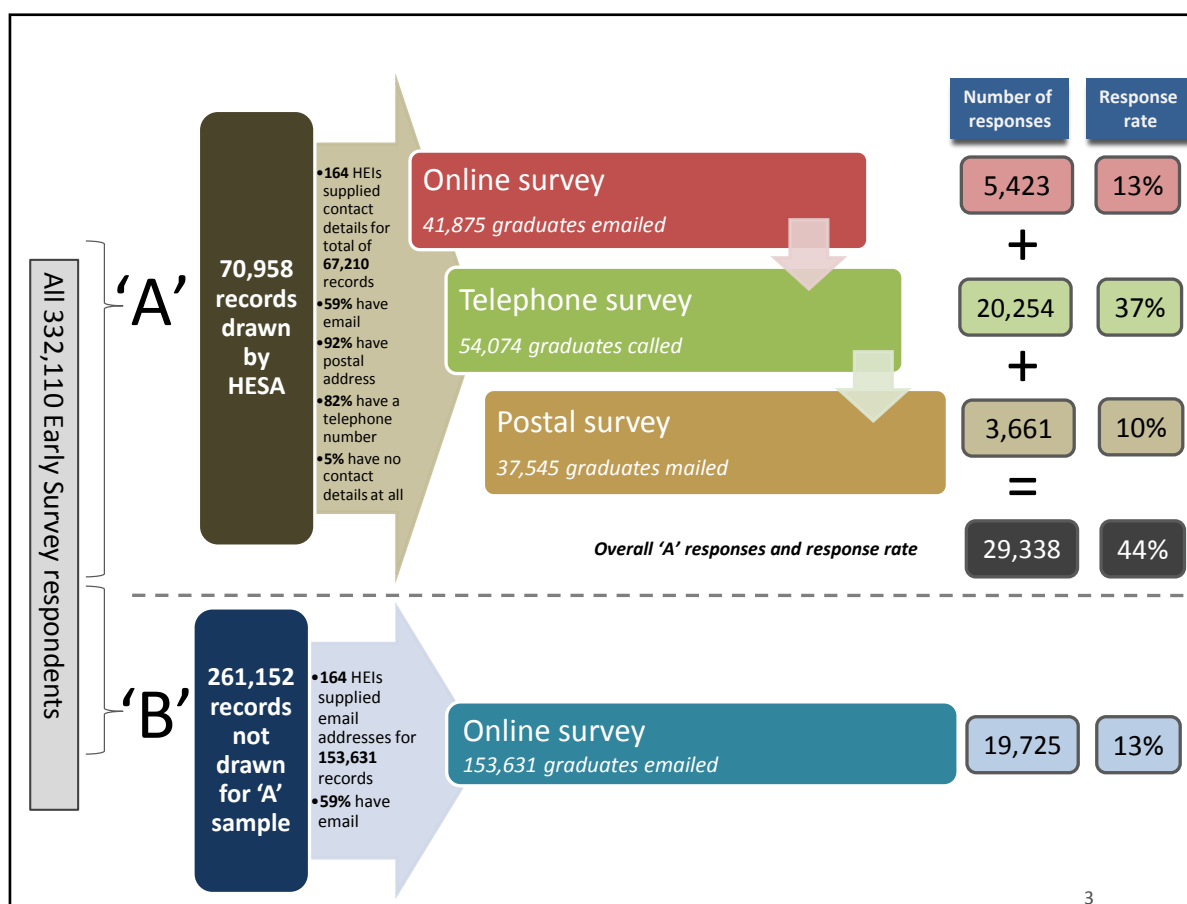 All 332,110 Early Survey respondents
‘A’
70,958
records
drawn
by
HESA
•164 HEIs
supplied
contact
details for
total of
67,210
records
•59% have
email
•92% have
postal
address
•82% have a
telephone
number
•5% have no
contact
details at all
Online survey
41,875 graduates emailed
Telephone survey
54,074 graduates called
Postal survey
37,545 graduates mailed
Number of
responses
Response
rate
5,423
13%
+
20,254
37%
+
3,661
10%
=
Overall ‘A’ responses and response rate
29,338
44%
‘B’
261,152
records
not
drawn
for ‘A’
sample
•164 HEIs
supplied
email
addresses for
153,631
records
•59% have
email
Online survey
153,631 graduates emailed
19,725
13%
3